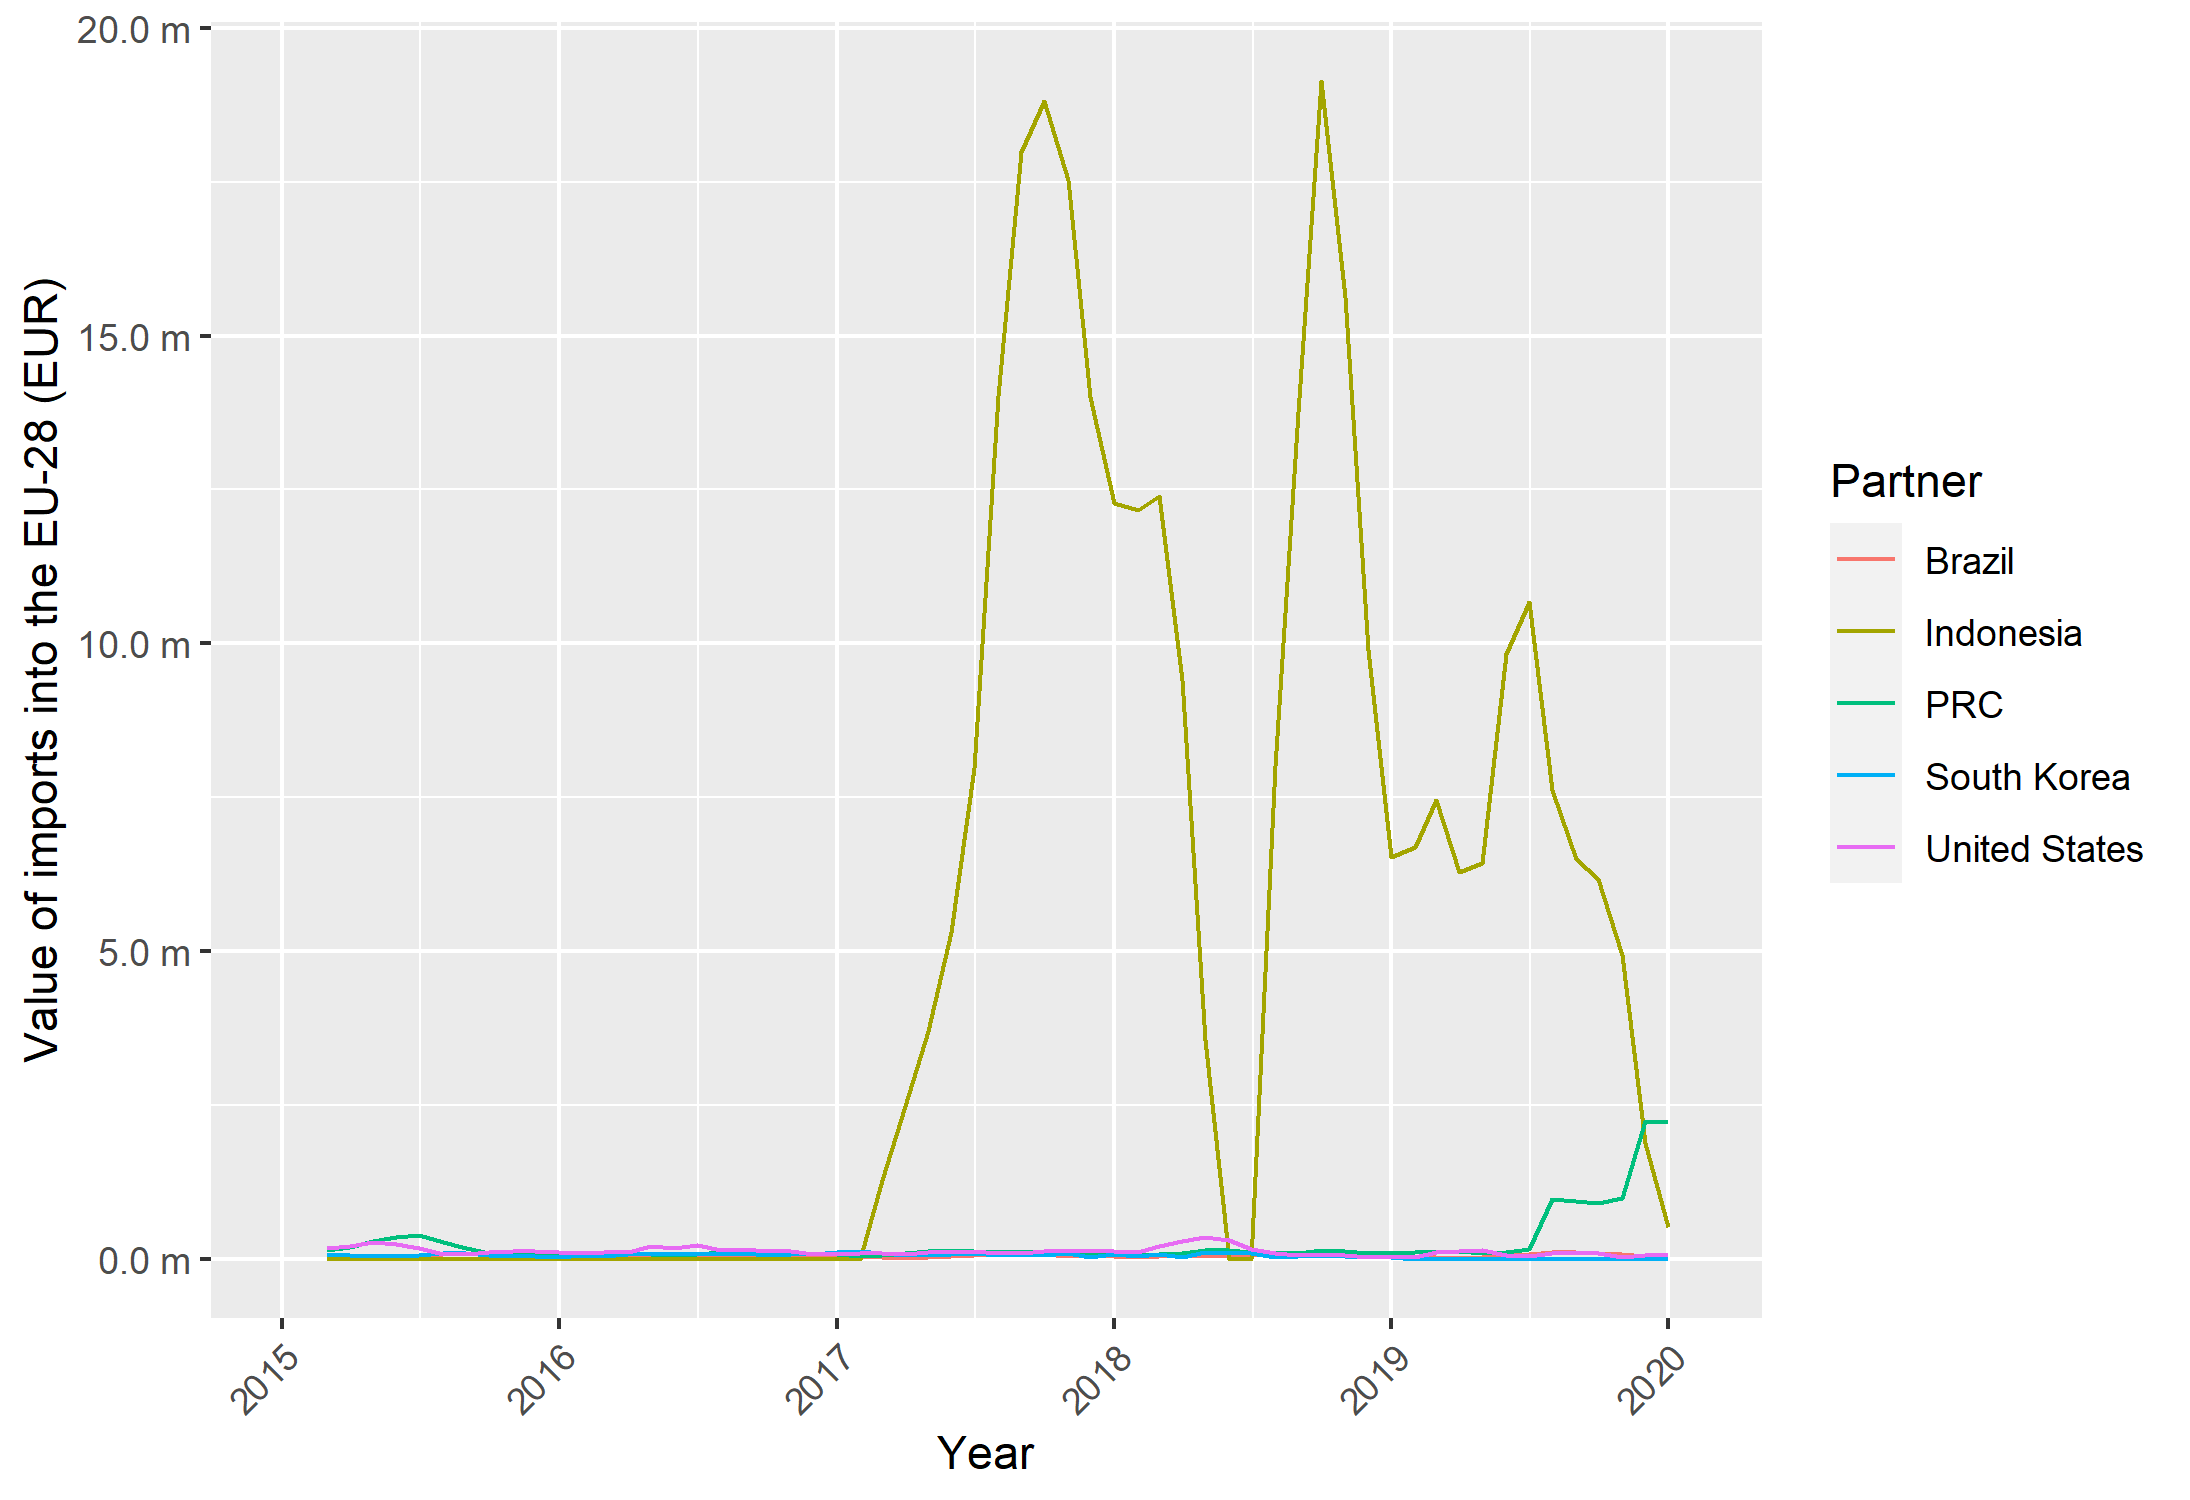 20.0 m
15.0 m
10.0 m
5.0 m
0.0 m
Value of imports into the EU-28 (EUR)
2015
2016
2017
2018
2019
2020
Year
Partner
Brazil
Indonesia
PRC
South Korea
United States